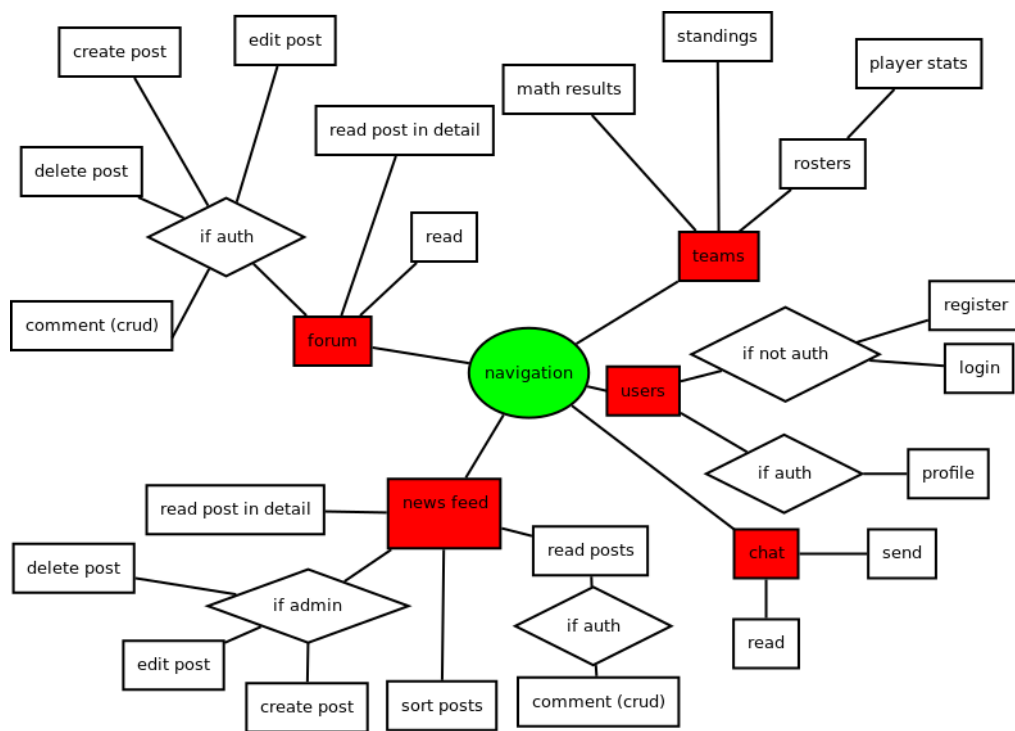 edit post
standings
create post
player stats
math results
read post in detail
rosters
delete post
if auth
read
teams
register
comment (crud)
forum
if not auth
login
navigation
users
if auth
profile
news feed
read post in detail
chat
send
read posts
delete post
if admin
if auth
read
edit post
create post
sort posts
comment (crud)